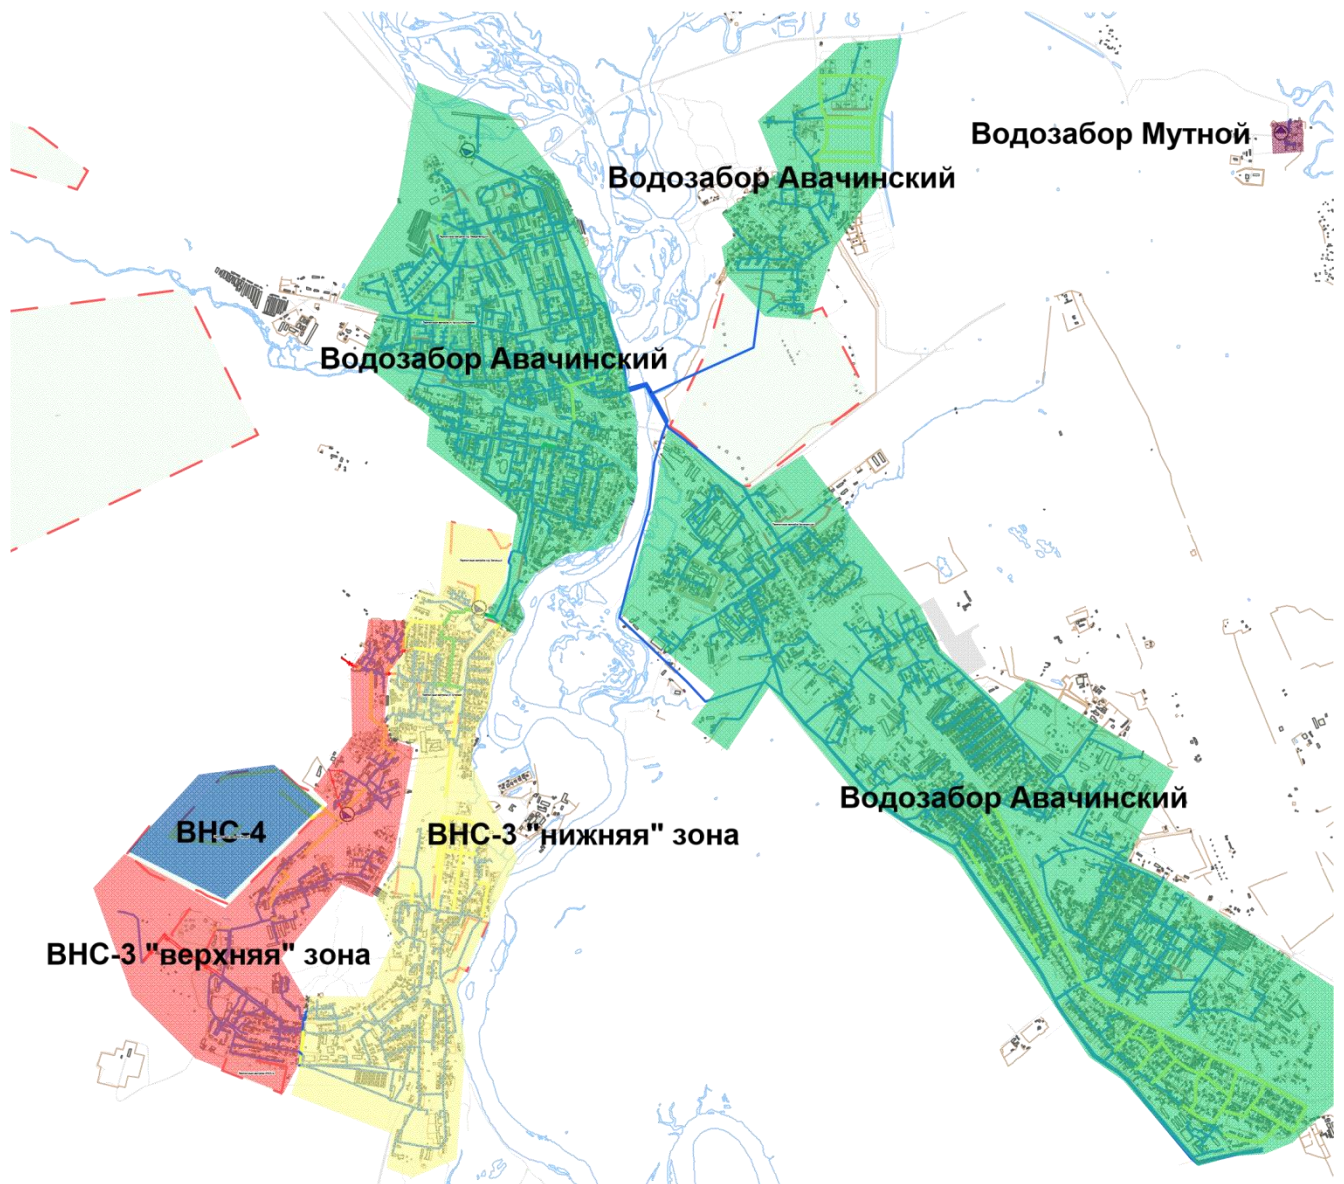 Водозабор Мутной
Водозабор Авачинский
Водозабор Авачинский
Водозабор Авачинский
ВНС-4
ВНС-3 "нижняя" зона
ВНС-3 "верхняя" зона